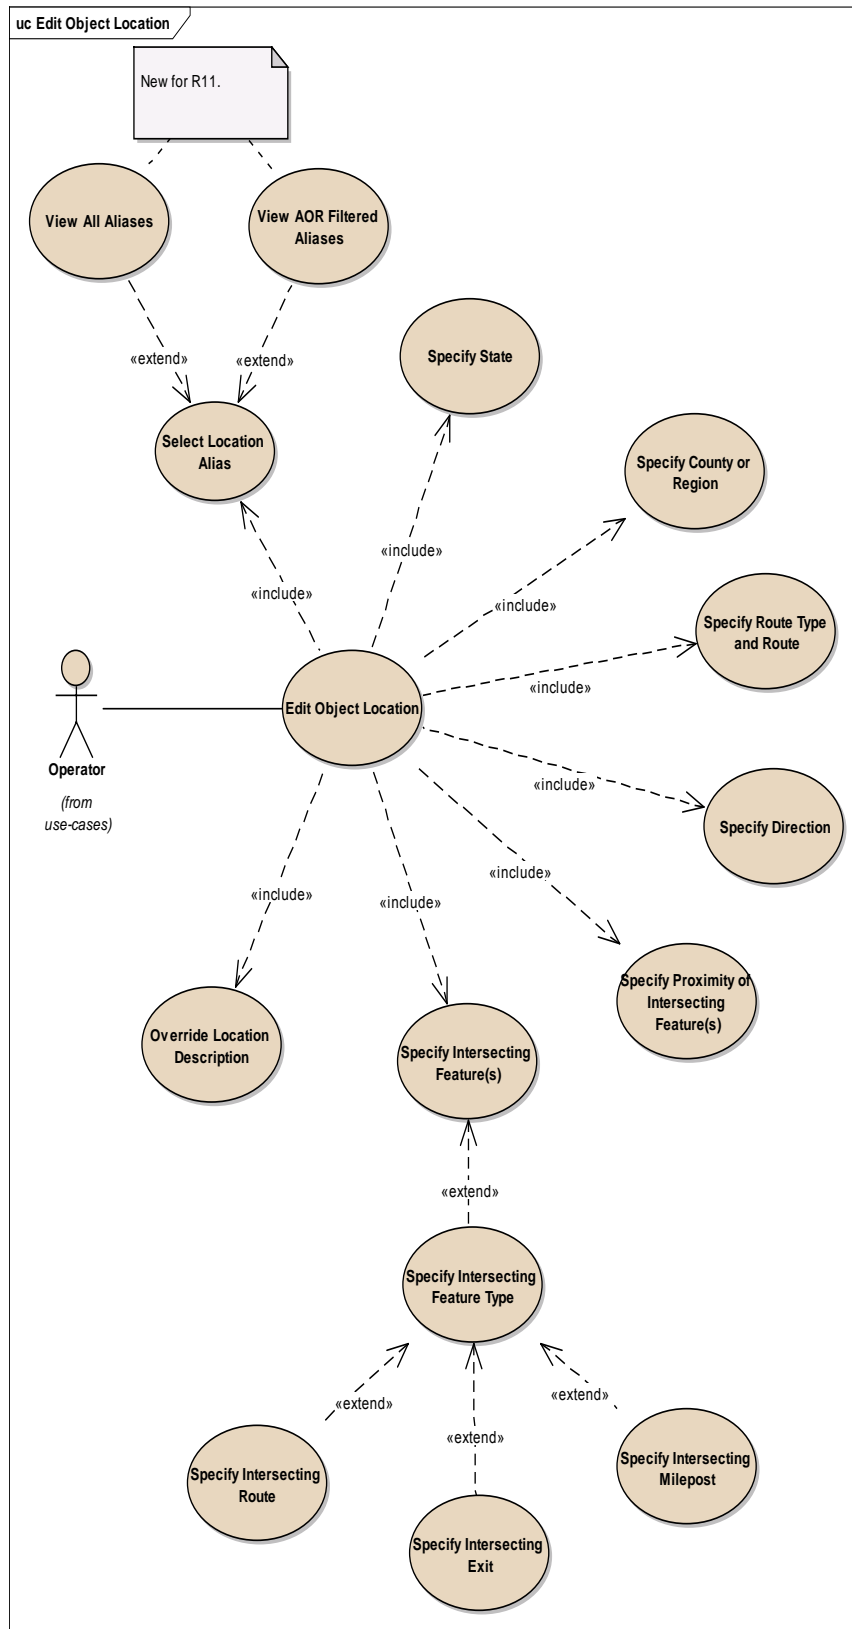 uc Edit Object Location
New for R11.
View All Aliases
View AOR Filtered
Aliases
«extend»
«extend»
Specify State
Select Location
Alias
Specify County or
Region
«include»
«include»
«include»
Specify Route Type
and Route
«include»
Edit Object Location
Operator
(from
use-cases)
«include»
Specify Direction
«include»
«include»
«include»
Specify Proximity of
Intersecting
Feature(s)
Override Location
Description
Specify Intersecting
Feature(s)
«extend»
Specify Intersecting
Feature Type
«extend»
«extend»
«extend»
Specify Intersecting
Route
Specify Intersecting
Milepost
Specify Intersecting
Exit